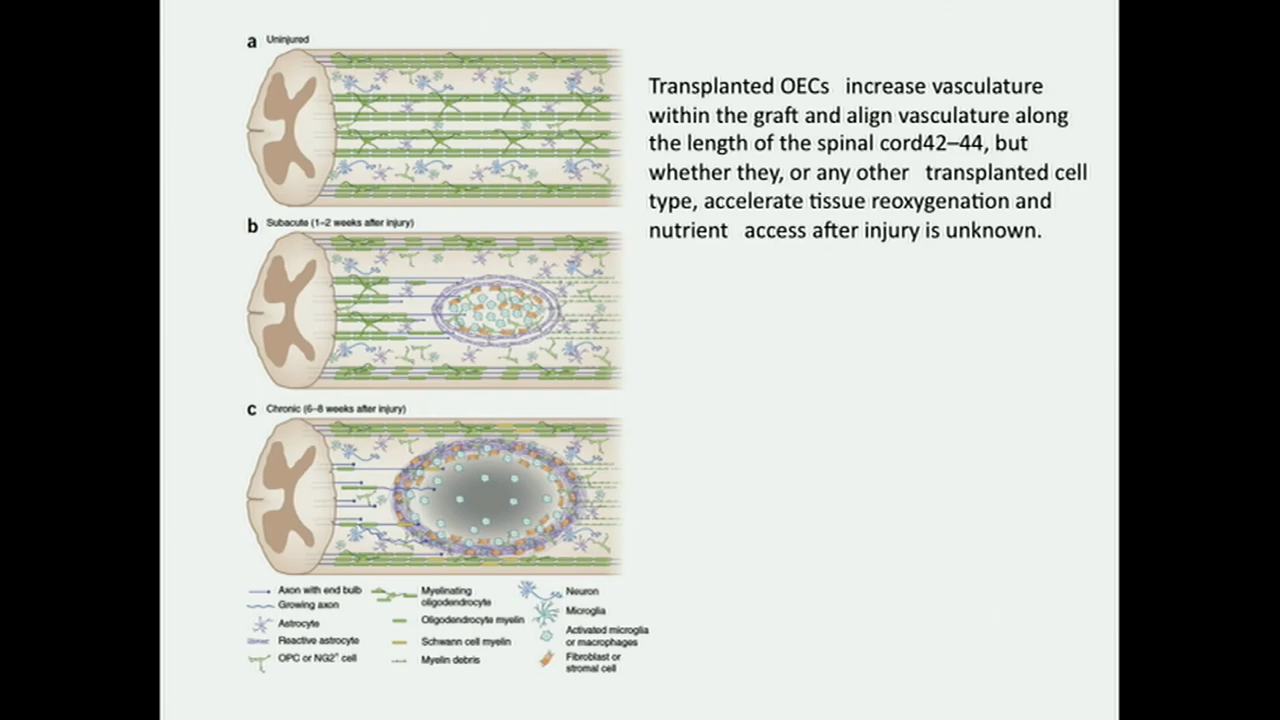 a Uninjured
Transplanted OECs increase vasculature
within the graft and align vasculature along
the length of the spinal cord42–44, but
whether they, or any other transplanted cell
type, accelerate tissue reoxygenation and
nutrient access after injury is unknown.
b Subacute (1–2 weeks after injury)
c Chronic (6–8 weeks after injury)
Axon with end bulb
Growing axon
Astrocyte
Reactive astrocyte
OPC or NG2+ cell
Myelinating
oligodendrocyte
Oligodendrocyte myelin
Schwann cell myelin
Myelin debris
Neuron
Microglia
Activated microglia
or macrophages
Fibroblast or
stromal cell